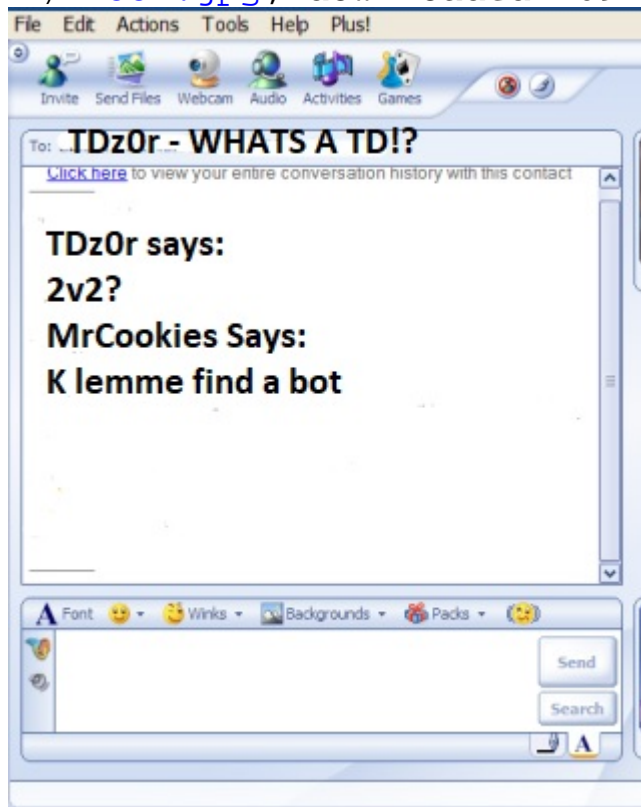 File Edit Actions Tools Help Plus!
Invite Send Files Webcam Audio Activities Games
To: TDz0r - WHATS A TD!?
Click here to view your entire conversation history with this contact
TDz0r says:
2v2?
MrCookies Says:
K lemme find a bot
A Font Winks Backgrounds Packs
Send
Search
A